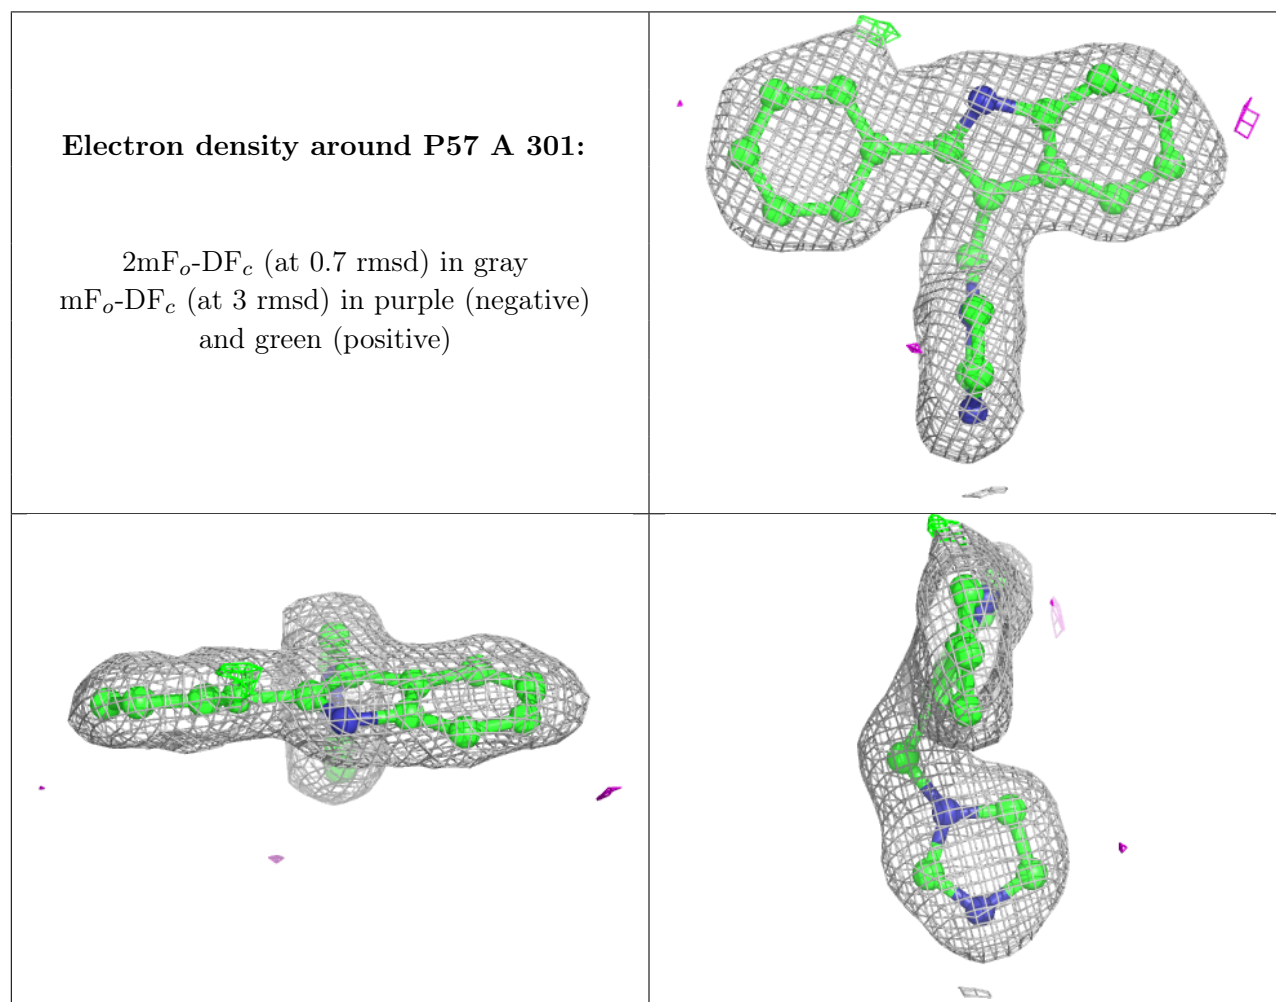 Electron density around P57 A 301:
2mFo-DFc (at 0.7 rmsd) in gray
mFo-DFc (at 3 rmsd) in purple (negative)
and green (positive)